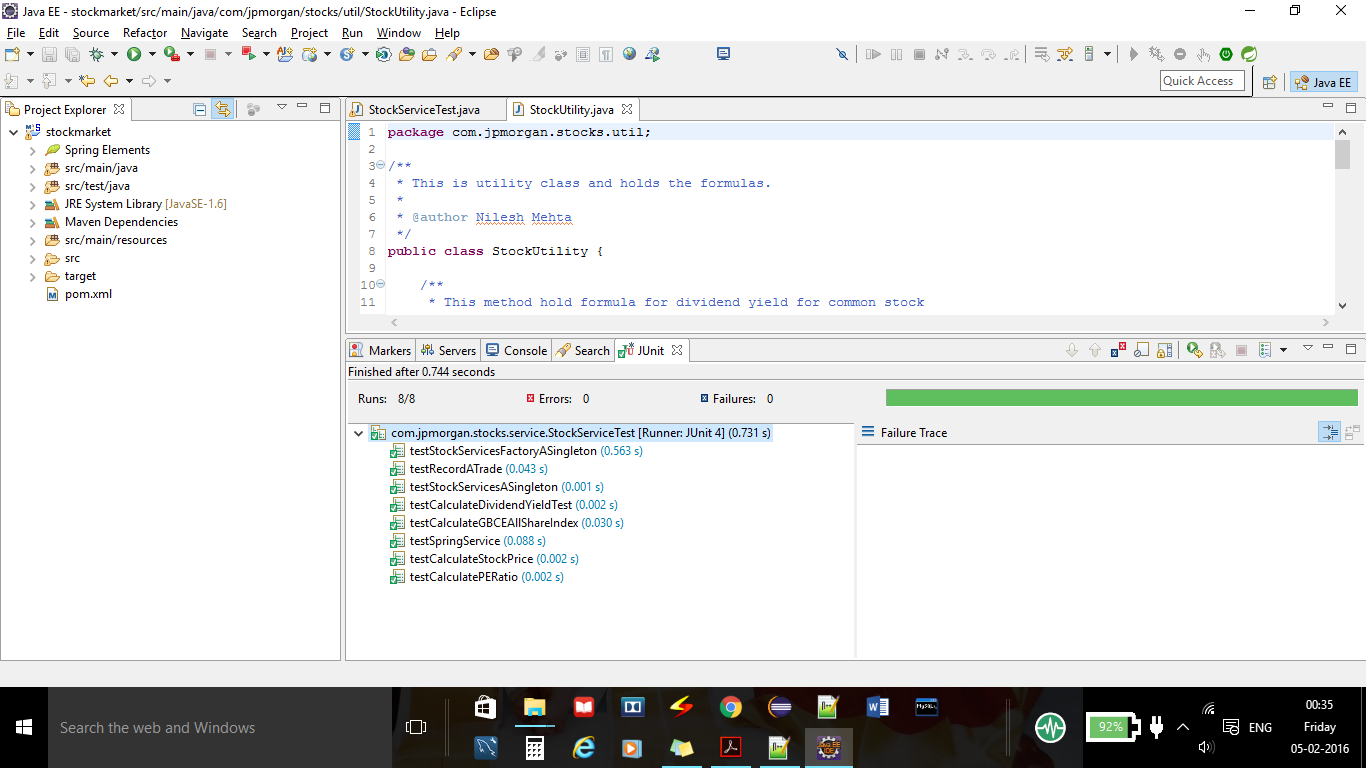 Java EE - stockmarket/src/main/java/com/jpmorgan/stocks/util/StockUtility.java - Eclipse
File Edit Source Refactor Navigate Search Project Run Window Help
Quick Access Java EE
Project Explorer
stockmarket
Spring Elements
src/main/java
src/test/java
JRE System Library [JavaSE-1.6]
Maven Dependencies
src/main/resources
src
target
pom.xml
StockServiceTest.java StockUtility.java
1 package com.jpmorgan.stocks.util;
2
3 /**
4 * This is utility class and holds the formulas.
5 *
6 * @author Nilesh Mehta
7 */
8 public class StockUtility {
9
10 /**
11 * This method hold formula for dividend yield for common stock
Markers Servers Console Search JUnit
Finished after 0.744 seconds
Runs: 8/8 Errors: 0 Failures: 0
com.jpmorgan.stocks.service.StockServiceTest [Runner: JUnit 4] (0.731 s)
testStockServicesFactoryASingleton (0.563 s)
testRecordATrade (0.043 s)
testStockServicesASingleton (0.001 s)
testCalculateDividendYieldTest (0.002 s)
testCalculateGBCEAllShareIndex (0.030 s)
testSpringService (0.088 s)
testCalculateStockPrice (0.002 s)
testCalculatePERatio (0.002 s)
Failure Trace
Search the web and Windows
92%
ENG
00:35
Friday
05-02-2016